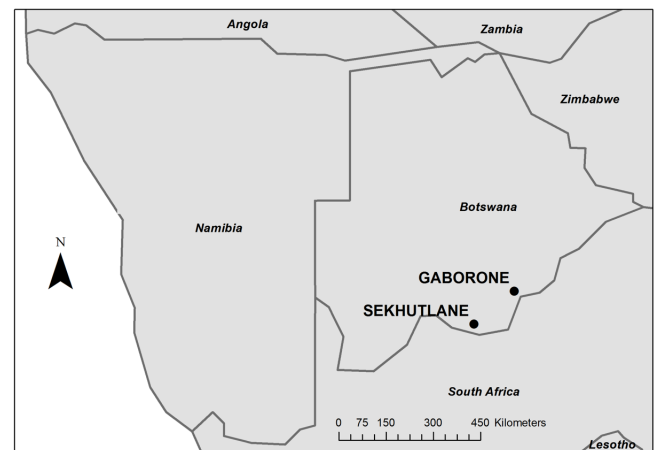 Angola
Zambia
Zimbabwe
Botswana
Namibia
N
GABORONE
SEKHUTLANE
South Africa
0 75 150 300 450 Kilometers
Lesotho